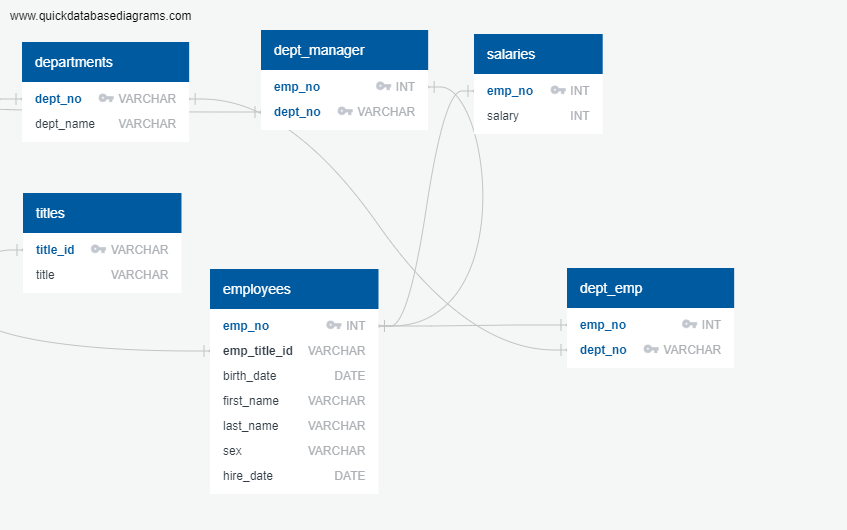 www.quickdatabasediagrams.com
departments
dept_no VARCHAR
dept_name VARCHAR
dept_manager
emp_no INT
dept_no VARCHAR
salaries
emp_no INT
salary INT
titles
title_id VARCHAR
title VARCHAR
employees
emp_no INT
emp_title_id VARCHAR
birth_date DATE
first_name VARCHAR
last_name VARCHAR
sex VARCHAR
hire_date DATE
dept_emp
emp_no INT
dept_no VARCHAR